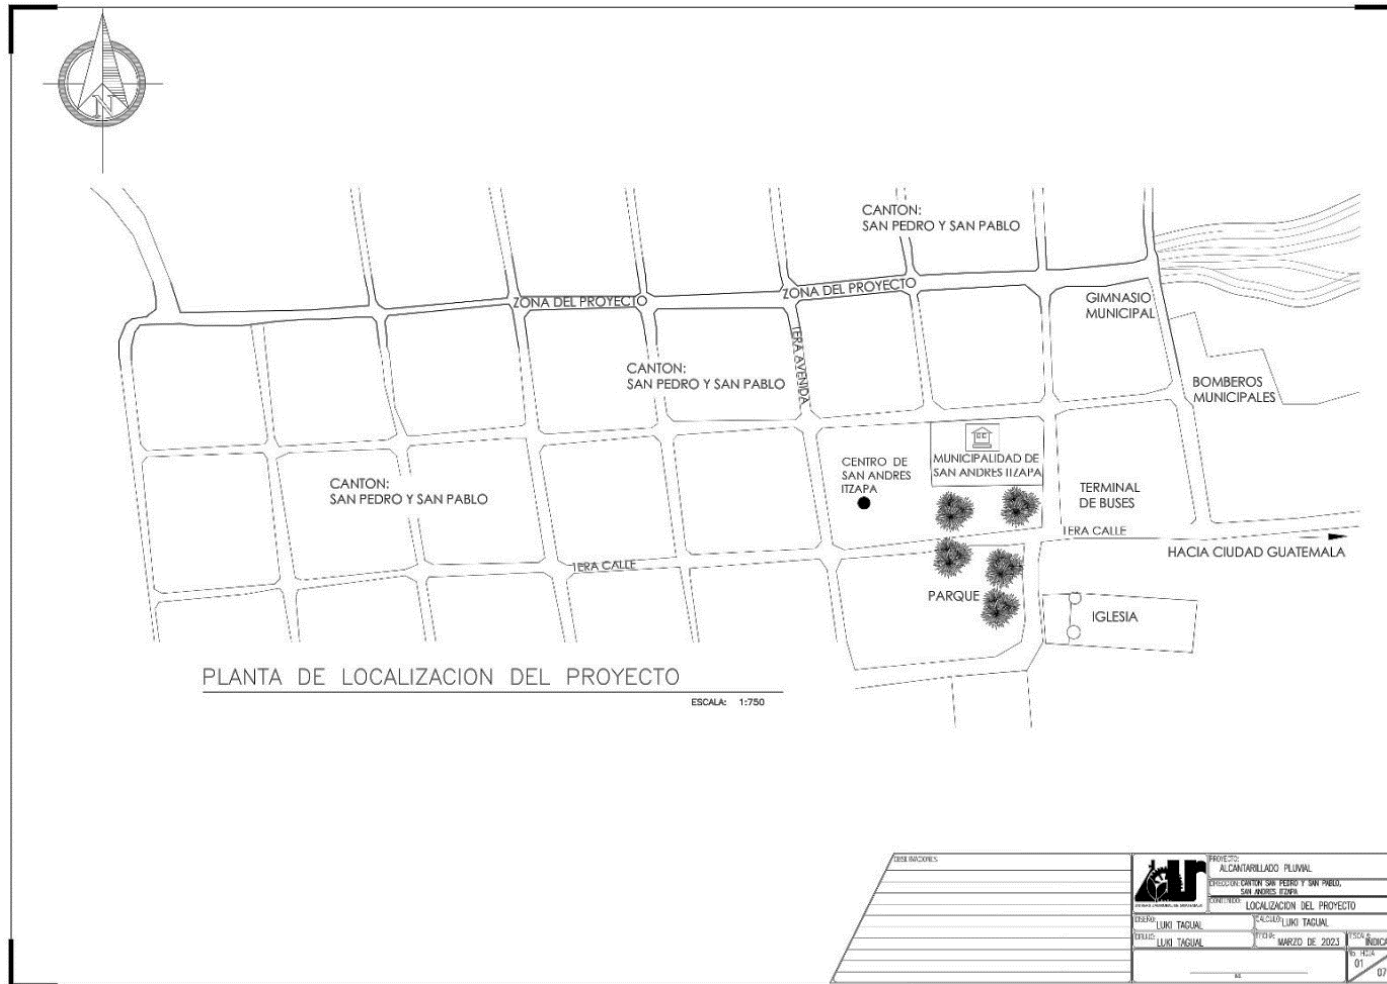 N
CANTON:
SAN PEDRO Y SAN PABLO
ZONA DEL PROYECTO
ZONA DEL PROYECTO
GIMNASIO
MUNICIPAL
1ERA AVENIDA
CANTON:
SAN PEDRO Y SAN PABLO
BOMBEROS
MUNICIPALES
CENTRO DE
SAN ANDRES
ITZAPA
MUNICIPALIDAD DE
SAN ANDRES ITZAPA
CANTON:
SAN PEDRO Y SAN PABLO
TERMINAL
DE BUSES
1ERA CALLE
HACIA CIUDAD GUATEMALA
1ERA CALLE
PARQUE
IGLESIA
PLANTA DE LOCALIZACION DEL PROYECTO
ESCALA: 1:750
OBSERVACIONES
PROYECTO:
ALCANTARILLADO PLUVIAL
DIRECCION: CANTON SAN PEDRO Y SAN PABLO,
SAN ANDRES ITZAPA
CONTENIDO:
LOCALIZACION DEL PROYECTO
DISEÑO: LUKI TAGUAL
CALCULO: LUKI TAGUAL
DIBUJO: LUKI TAGUAL
FECHA: MARZO DE 2023
ESCALA:
No. HOJA
01
07